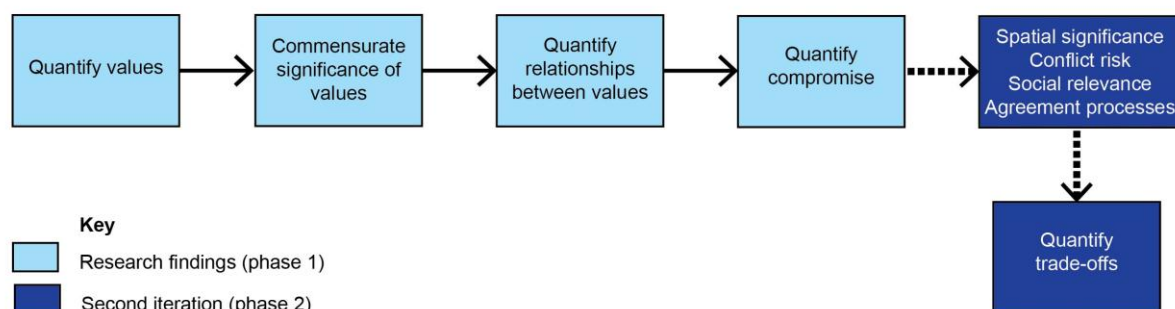 Quantify values
Commensurate
significance of
values
Quantify
relationships
between values
Quantify
compromise
Spatial significance
Conflict risk
Social relevance
Agreement processes
Quantify
trade-offs
Key
Research findings (phase 1)
Second iteration (phase 2)